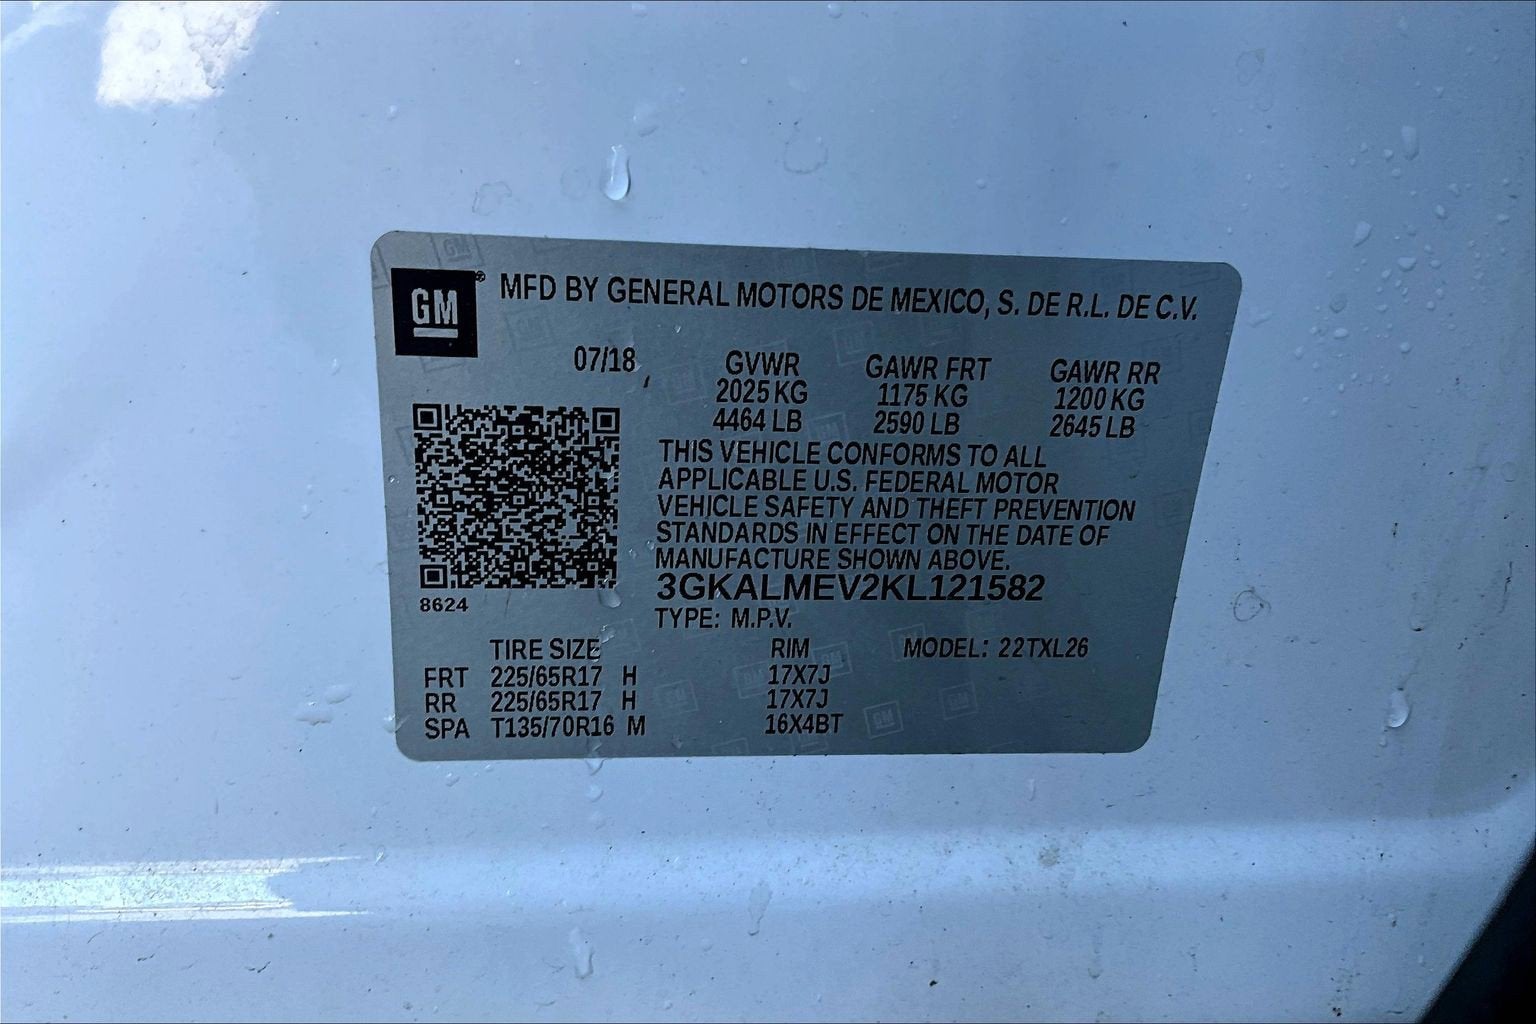 GM ® MFD BY GENERAL MOTORS DE MEXICO, S. DE R.L. DE C.V.
07/18 GVWR GAWR FRT GAWR RR
2025 KG 1175 KG 1200 KG
4464 LB 2590 LB 2645 LB
THIS VEHICLE CONFORMS TO ALL
APPLICABLE U.S. FEDERAL MOTOR
VEHICLE SAFETY AND THEFT PREVENTION
STANDARDS IN EFFECT ON THE DATE OF
MANUFACTURE SHOWN ABOVE.
3GKALMEV2KL121582
8624
TYPE: M.P.V.
TIRE SIZE RIM MODEL: 22TXL26
FRT 225/65R17 H 17X7J
RR 225/65R17 H 17X7J
SPA T135/70R16 M 16X4BT